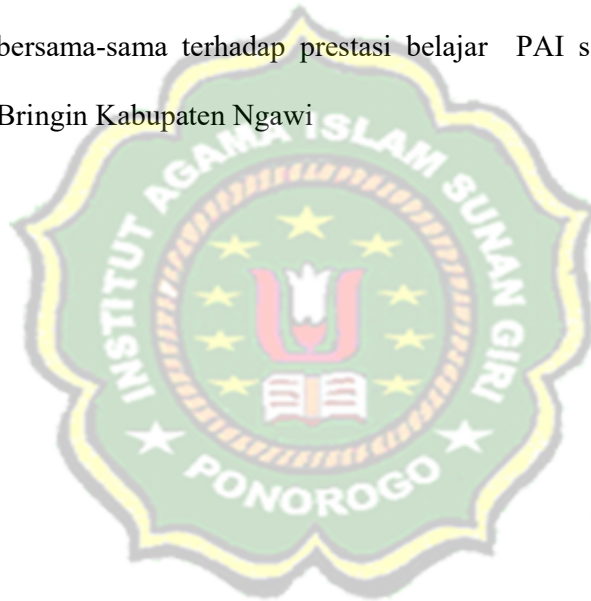 bersama-sama terhadap prestasi belajar PAI s
Bringin Kabupaten Ngawi
INSTITUT AGAMA ISLAM SUNAN GIRI
PONOROGO